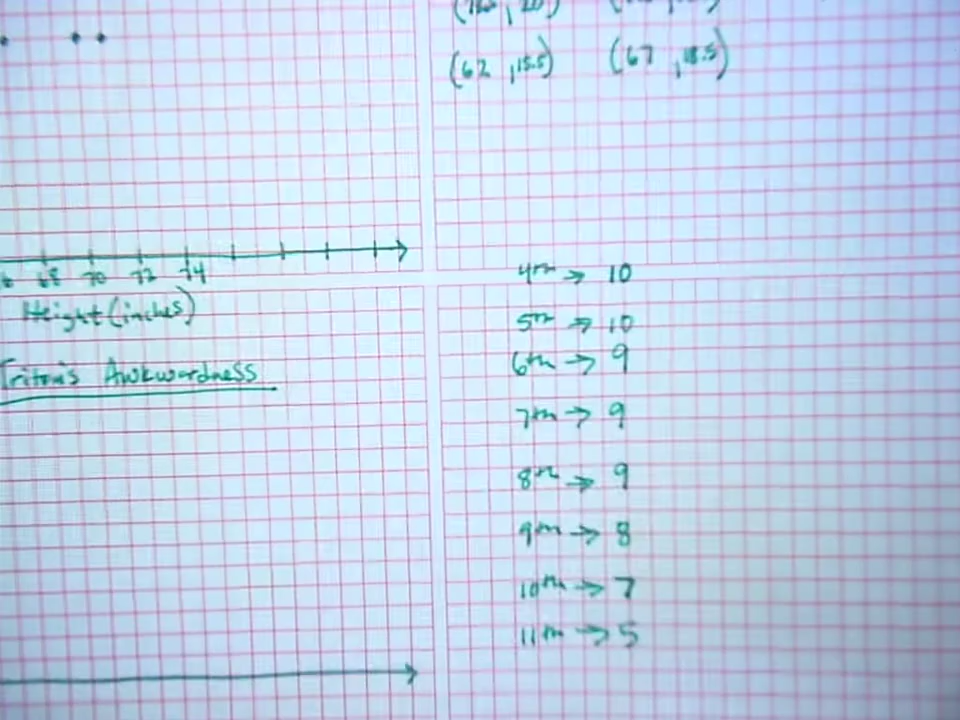 (62 , 18.5) (67 , 18.5)
68 70 72 74
Height (inches)
Triton's Awkwardness
4th → 10
5th → 10
6th → 9
7th → 9
8th → 9
9th → 8
10th → 7
11th → 5